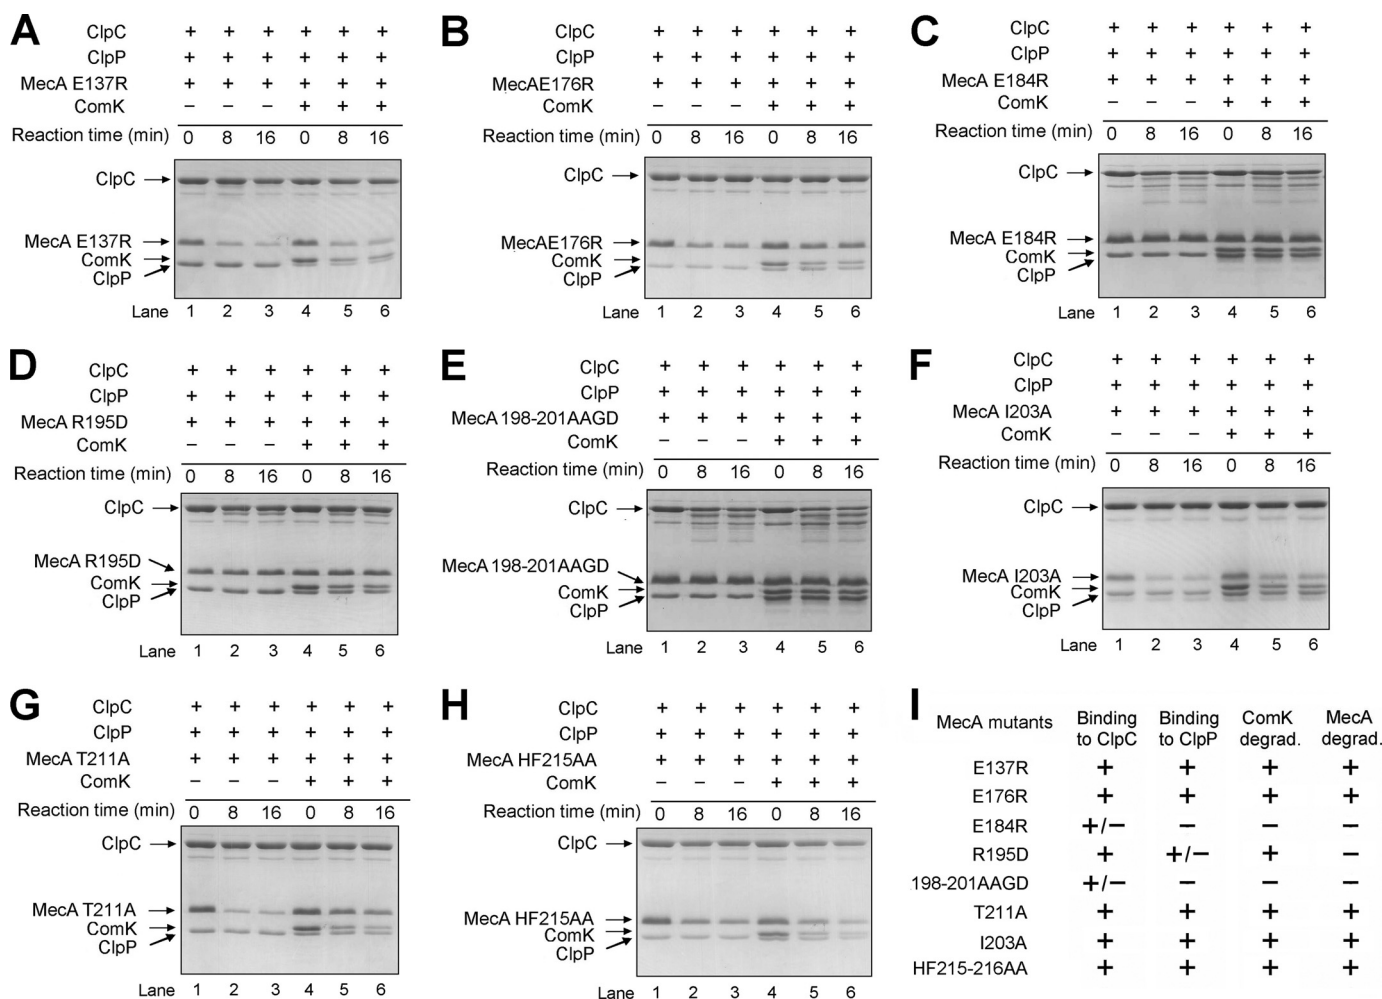 A
ClpC + + + + + +
ClpP + + + + + +
MecA E137R + + + + + +
ComK − − − + + +
Reaction time (min) 0 8 16 0 8 16
ClpC
MecA E137R
ComK
ClpP
Lane 1 2 3 4 5 6
B
ClpC + + + + + +
ClpP + + + + + +
MecAE176R + + + + + +
ComK − − − + + +
Reaction time (min) 0 8 16 0 8 16
ClpC
MecAE176R
ComK
ClpP
Lane 1 2 3 4 5 6
C
ClpC + + + + + +
ClpP + + + + + +
MecA E184R + + + + + +
ComK − − − + + +
Reaction time (min) 0 8 16 0 8 16
ClpC
MecA E184R
ComK
ClpP
Lane 1 2 3 4 5 6
D
ClpC + + + + + +
ClpP + + + + + +
MecA R195D + + + + + +
ComK − − − + + +
Reaction time (min) 0 8 16 0 8 16
ClpC
MecA R195D
ComK
ClpP
Lane 1 2 3 4 5 6
E
ClpC + + + + + +
ClpP + + + + + +
MecA 198-201AAGD + + + + + +
ComK − − − + + +
Reaction time (min) 0 8 16 0 8 16
ClpC
MecA 198-201AAGD
ComK
ClpP
Lane 1 2 3 4 5 6
F
ClpC + + + + + +
ClpP + + + + + +
MecA I203A + + + + + +
ComK − − − + + +
Reaction time (min) 0 8 16 0 8 16
ClpC
MecA I203A
ComK
ClpP
Lane 1 2 3 4 5 6
G
ClpC + + + + + +
ClpP + + + + + +
MecA T211A + + + + + +
ComK − − − + + +
Reaction time (min) 0 8 16 0 8 16
ClpC
MecA T211A
ComK
ClpP
Lane 1 2 3 4 5 6
H
ClpC + + + + + +
ClpP + + + + + +
MecA HF215AA + + + + + +
ComK − − − + + +
Reaction time (min) 0 8 16 0 8 16
ClpC
MecA HF215AA
ComK
ClpP
Lane 1 2 3 4 5 6
I
MecA mutants Binding to ClpC Binding to ClpP ComK degrad. MecA degrad.
E137R + + + +
E176R + + + +
E184R +/− − − −
R195D + +/− + −
198-201AAGD +/− − − −
T211A + + + +
I203A + + + +
HF215-216AA + + + +